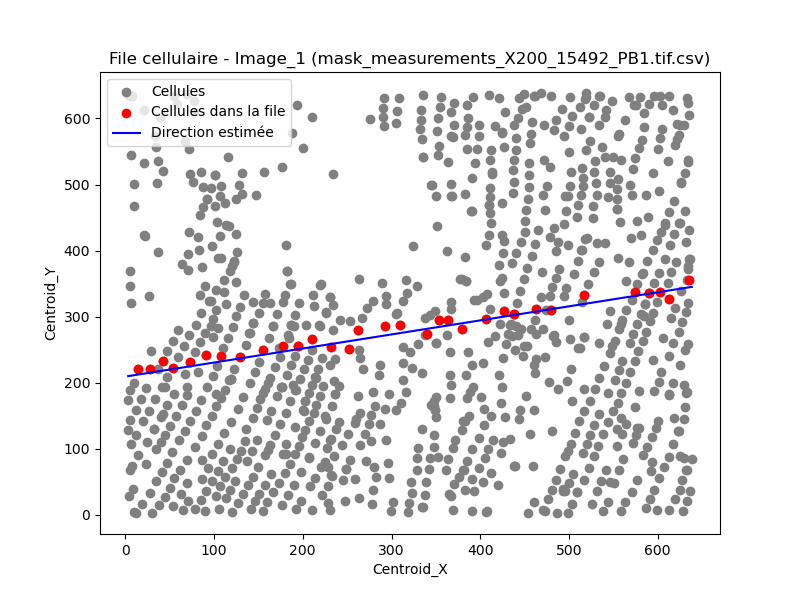 File cellulaire - Image_1 (mask_measurements_X200_15492_PB1.tif.csv)
Cellules
Cellules dans la file
Direction estimée
600
500
400
300
200
100
0
Centroid_Y
0 100 200 300 400 500 600
Centroid_X